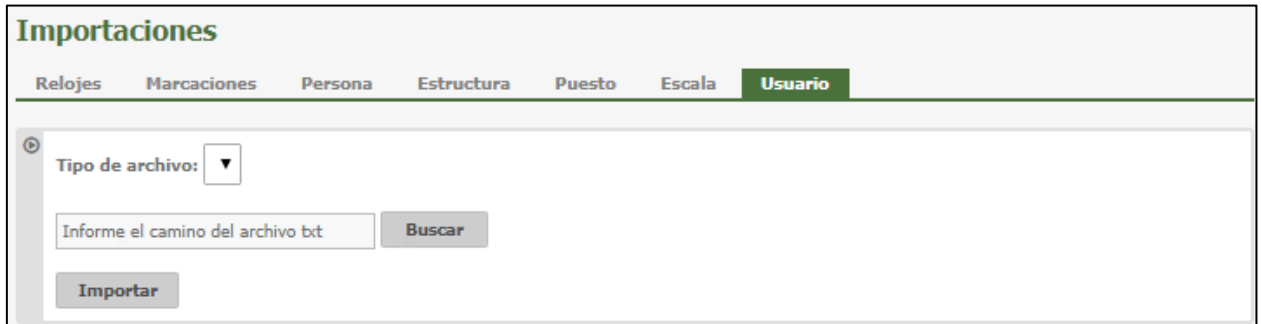 Importaciones
Relojes Marcaciones Persona Estructura Puesto Escala Usuario
Tipo de archivo:
Informe el camino del archivo txt Buscar
Importar